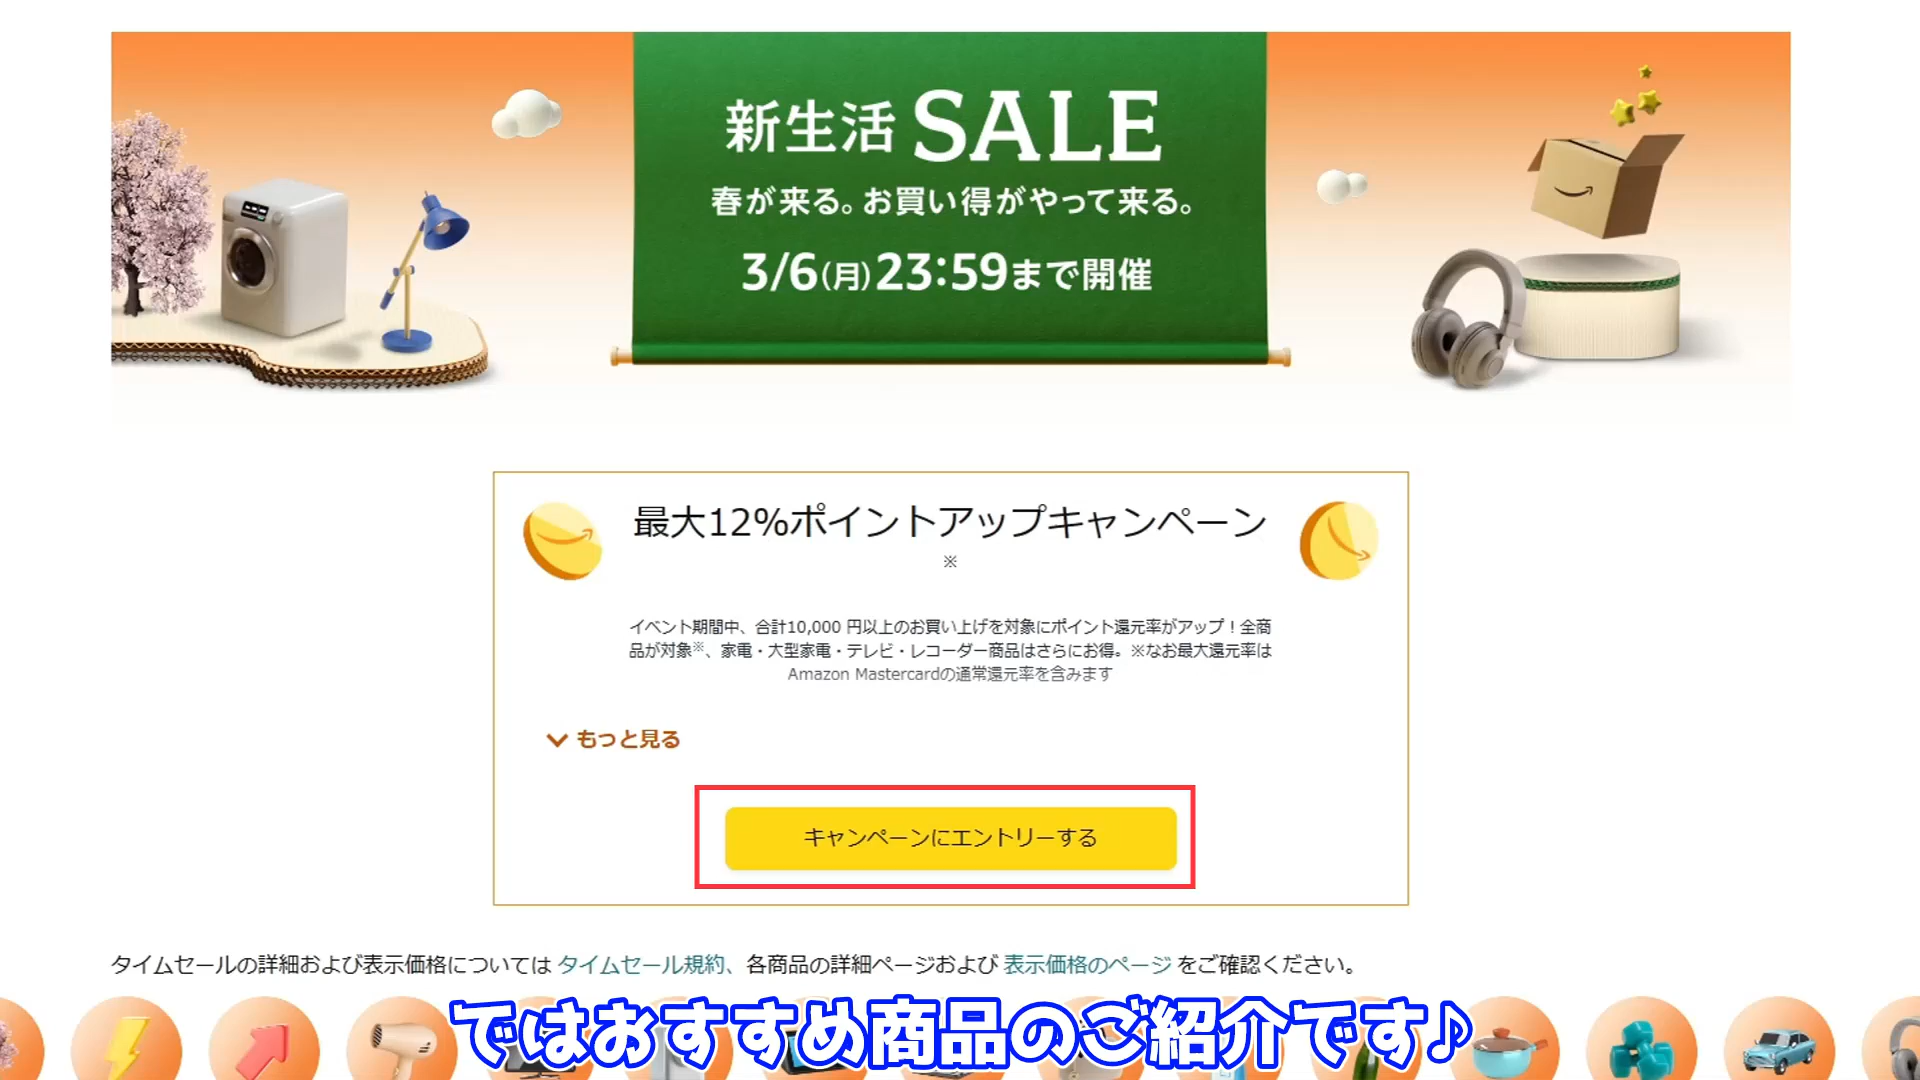 新生活 SALE
春が来る。お買い得がやって来る。
3/6(月)23:59まで開催
最大12%ポイントアップキャンペーン
※
イベント期間中、合計10,000 円以上のお買い上げを対象にポイント還元率がアップ！全商
品が対象※、家電・大型家電・テレビ・レコーダー商品はさらにお得。※なお最大還元率は
Amazon Mastercardの通常還元率を含みます
もっと見る
キャンペーンにエントリーする
タイムセールの詳細および表示価格については タイムセール規約、各商品の詳細ページおよび 表示価格のページ をご確認ください。
ではおすすめ商品のご紹介です♪